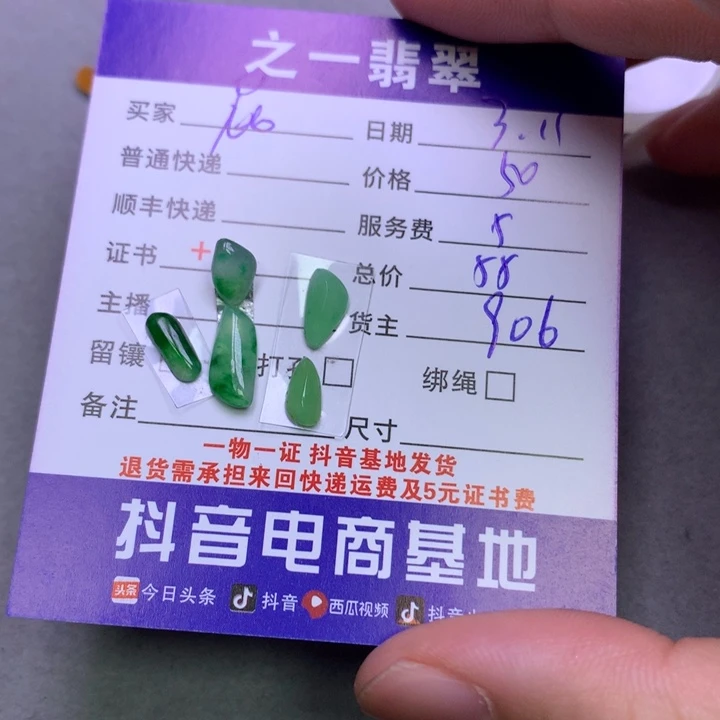 之一翡翠
买家 日期 3.11
普通快递 价格 50
顺丰快递 服务费 5
证书 + 总价 88
主播 货主 906
留镶 打孔 绑绳
备注 尺寸
一物一证 抖音基地发货
退货需承担来回快递运费及5元证书费
抖音电商基地
头条 今日头条 抖音 西瓜视频 抖音